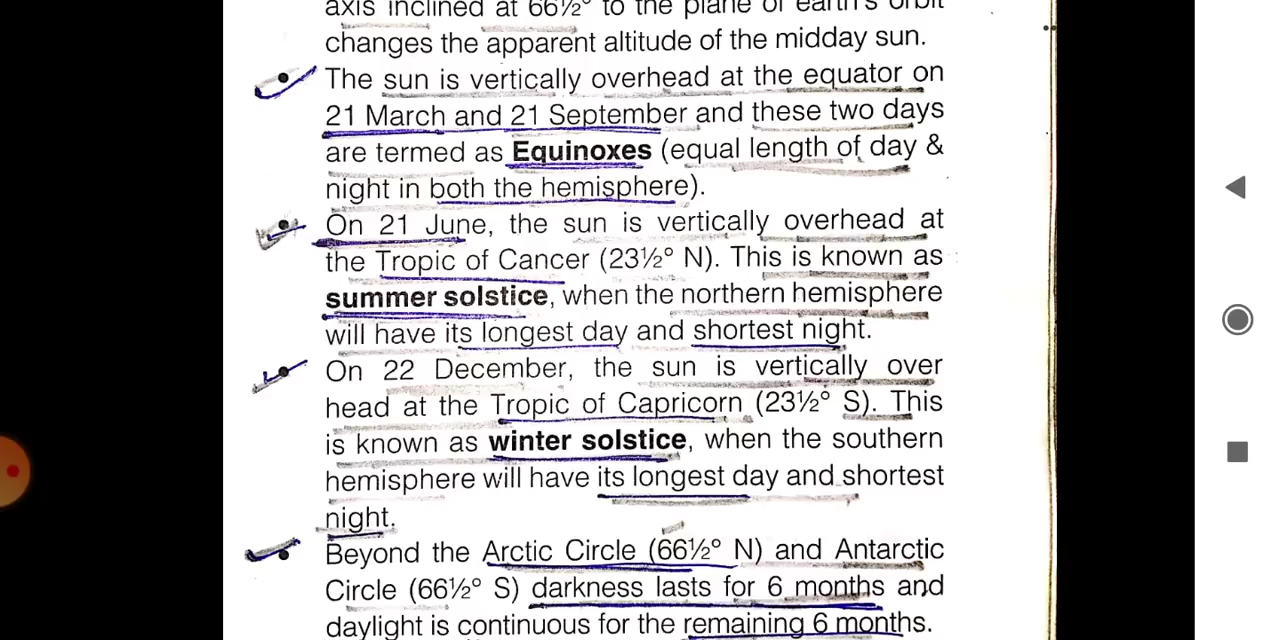 axis inclined at 66½° to the plane of earth's orbit
changes the apparent altitude of the midday sun.
The sun is vertically overhead at the equator on
21 March and 21 September and these two days
are termed as Equinoxes (equal length of day &
night in both the hemisphere).
On 21 June, the sun is vertically overhead at
the Tropic of Cancer (23½° N). This is known as
summer solstice, when the northern hemisphere
will have its longest day and shortest night.
On 22 December, the sun is vertically over
head at the Tropic of Capricorn (23½° S). This
is known as winter solstice, when the southern
hemisphere will have its longest day and shortest
night.
Beyond the Arctic Circle (66½° N) and Antarctic
Circle (66½° S) darkness lasts for 6 months and
daylight is continuous for the remaining 6 months.